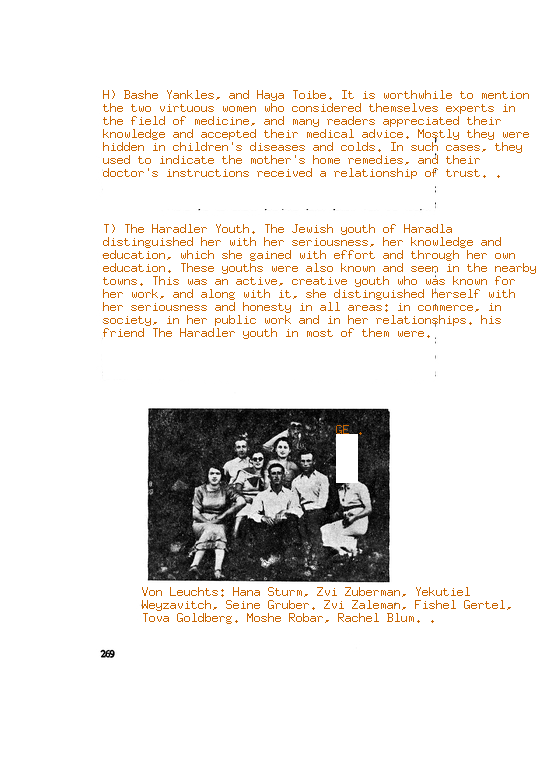 H) Bashe Yankles, and Haya Toibe. It is worthwhile to mention
the two virtuous women who considered themselves experts in
the field of medicine, and many readers appreciated their
knowledge and accepted their medical advice. Mostly they were
hidden in children's diseases and colds. In such cases, they
used to indicate the mother's home remedies, and their
doctor's instructions received a relationship of trust. .
T) The Haradler Youth. The Jewish youth of Haradla
distinguished her with her seriousness, her knowledge and
education, which she gained with effort and through her own
education. These youths were also known and seen in the nearby
towns. This was an active, creative youth who was known for
her work, and along with it, she distinguished herself with
her seriousness and honesty in all areas: in commerce, in
society, in her public work and in her relationships. his
friend The Haradler youth in most of them were.
GE .
Von Leuchts: Hana Sturm, Zvi Zuberman, Yekutiel
Weyzavitch, Seine Gruber. Zvi Zaleman, Fishel Gertel,
Tova Goldberg. Moshe Robar, Rachel Blum. .
269